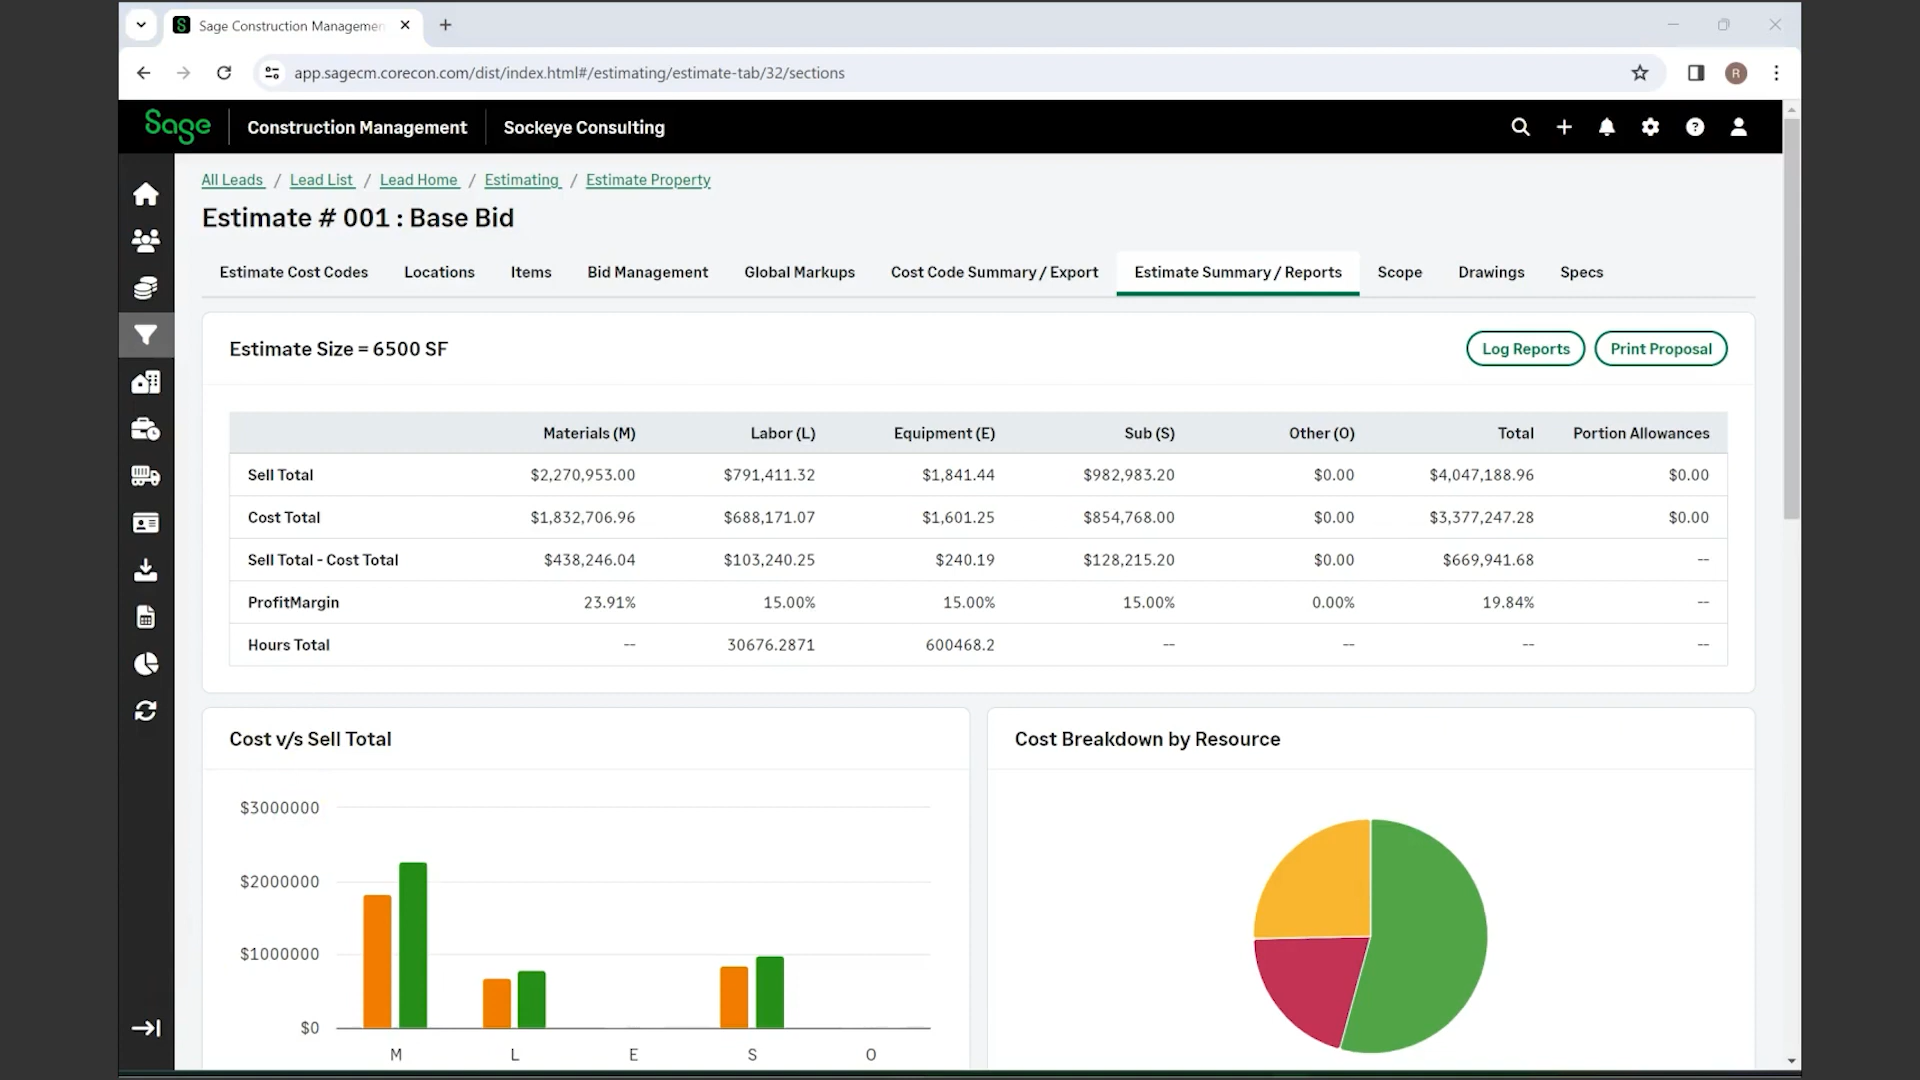 Sage Construction Managemen
app.sagecm.corecon.com/dist/index.html#/estimating/estimate-tab/32/sections
R
Sage Construction Management Sockeye Consulting
All Leads / Lead List / Lead Home / Estimating / Estimate Property
Estimate # 001 : Base Bid
Estimate Cost Codes Locations Items Bid Management Global Markups Cost Code Summary / Export Estimate Summary / Reports Scope Drawings Specs
Estimate Size = 6500 SF Log Reports Print Proposal
Materials (M) Labor (L) Equipment (E) Sub (S) Other (O) Total Portion Allowances
Sell Total $2,270,953.00 $791,411.32 $1,841.44 $982,983.20 $0.00 $4,047,188.96 $0.00
Cost Total $1,832,706.96 $688,171.07 $1,601.25 $854,768.00 $0.00 $3,377,247.28 $0.00
Sell Total - Cost Total $438,246.04 $103,240.25 $240.19 $128,215.20 $0.00 $669,941.68 --
ProfitMargin 23.91% 15.00% 15.00% 15.00% 0.00% 19.84% --
Hours Total -- 30676.2871 600468.2 -- -- -- --
Cost v/s Sell Total
$3000000
$2000000
$1000000
$0
M L E S O
Cost Breakdown by Resource